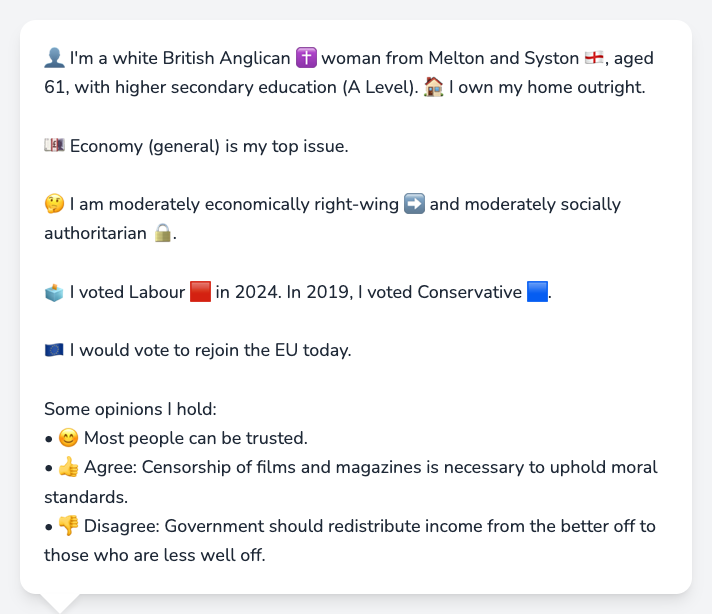 👤 I'm a white British Anglican ✝️ woman from Melton and Syston 🏴󠁧󠁢󠁥󠁮󠁧󠁿, aged
61, with higher secondary education (A Level). 🏠 I own my home outright.
💷 Economy (general) is my top issue.
🤔 I am moderately economically right-wing ➡️ and moderately socially
authoritarian 🔒.
🗳️ I voted Labour 🟥 in 2024. In 2019, I voted Conservative 🟦.
🇪🇺 I would vote to rejoin the EU today.
Some opinions I hold:
• 😊 Most people can be trusted.
• 👍 Agree: Censorship of films and magazines is necessary to uphold moral
standards.
• 👎 Disagree: Government should redistribute income from the better off to
those who are less well off.